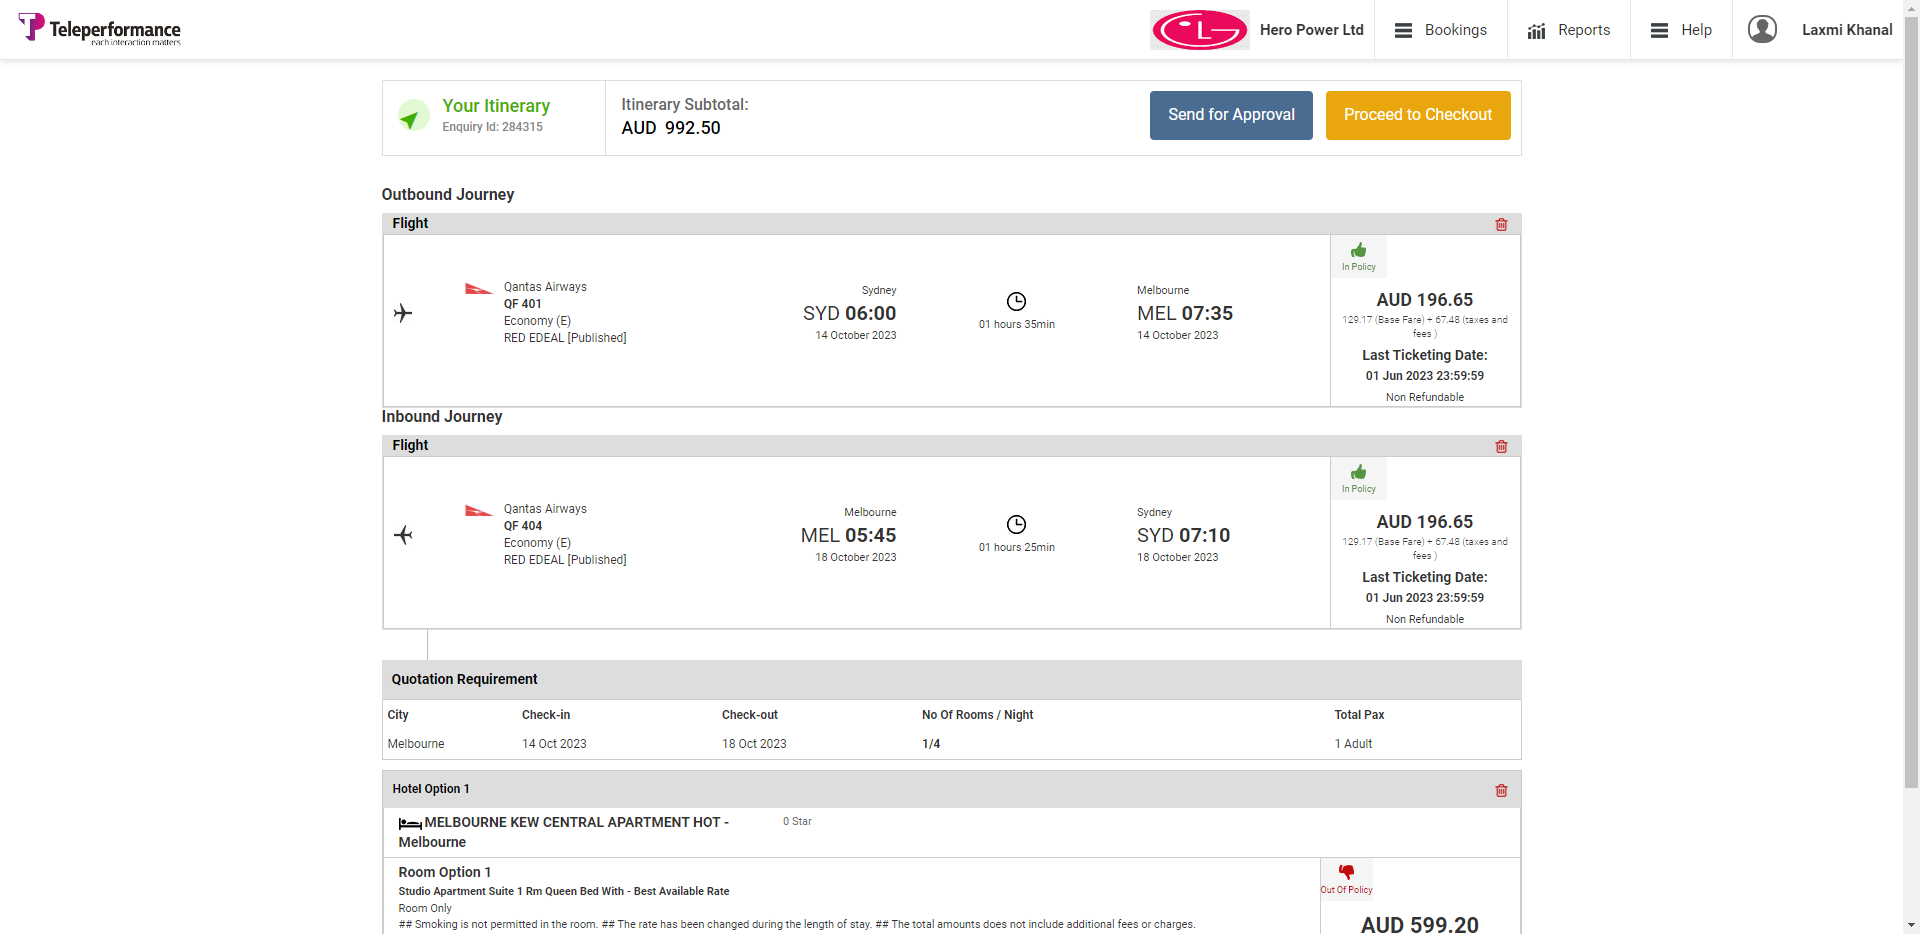 Teleperformance
each interaction matters
LG
Hero Power Ltd
Bookings
Reports
Help
Laxmi Khanal
Your Itinerary
Enquiry Id: 284315
Itinerary Subtotal:
AUD 992.50
Send for Approval
Proceed to Checkout
Outbound Journey
Flight
Qantas Airways
QF 401
Economy (E)
RED EDEAL [Published]
Sydney
SYD 06:00
14 October 2023
01 hours 35min
Melbourne
MEL 07:35
14 October 2023
In Policy
AUD 196.65
129.17 (Base Fare) + 67.48 (taxes and
fees )
Last Ticketing Date:
01 Jun 2023 23:59:59
Non Refundable
Inbound Journey
Flight
Qantas Airways
QF 404
Economy (E)
RED EDEAL [Published]
Melbourne
MEL 05:45
18 October 2023
01 hours 25min
Sydney
SYD 07:10
18 October 2023
In Policy
AUD 196.65
129.17 (Base Fare) + 67.48 (taxes and
fees )
Last Ticketing Date:
01 Jun 2023 23:59:59
Non Refundable
Quotation Requirement
City Check-in Check-out No Of Rooms / Night Total Pax
Melbourne 14 Oct 2023 18 Oct 2023 1/4 1 Adult
Hotel Option 1
MELBOURNE KEW CENTRAL APARTMENT HOT -
Melbourne
0 Star
Room Option 1
Studio Apartment Suite 1 Rm Queen Bed With - Best Available Rate
Room Only
## Smoking is not permitted in the room. ## The rate has been changed during the length of stay. ## The total amounts does not include additional fees or charges.
Out Of Policy
AUD 599.20